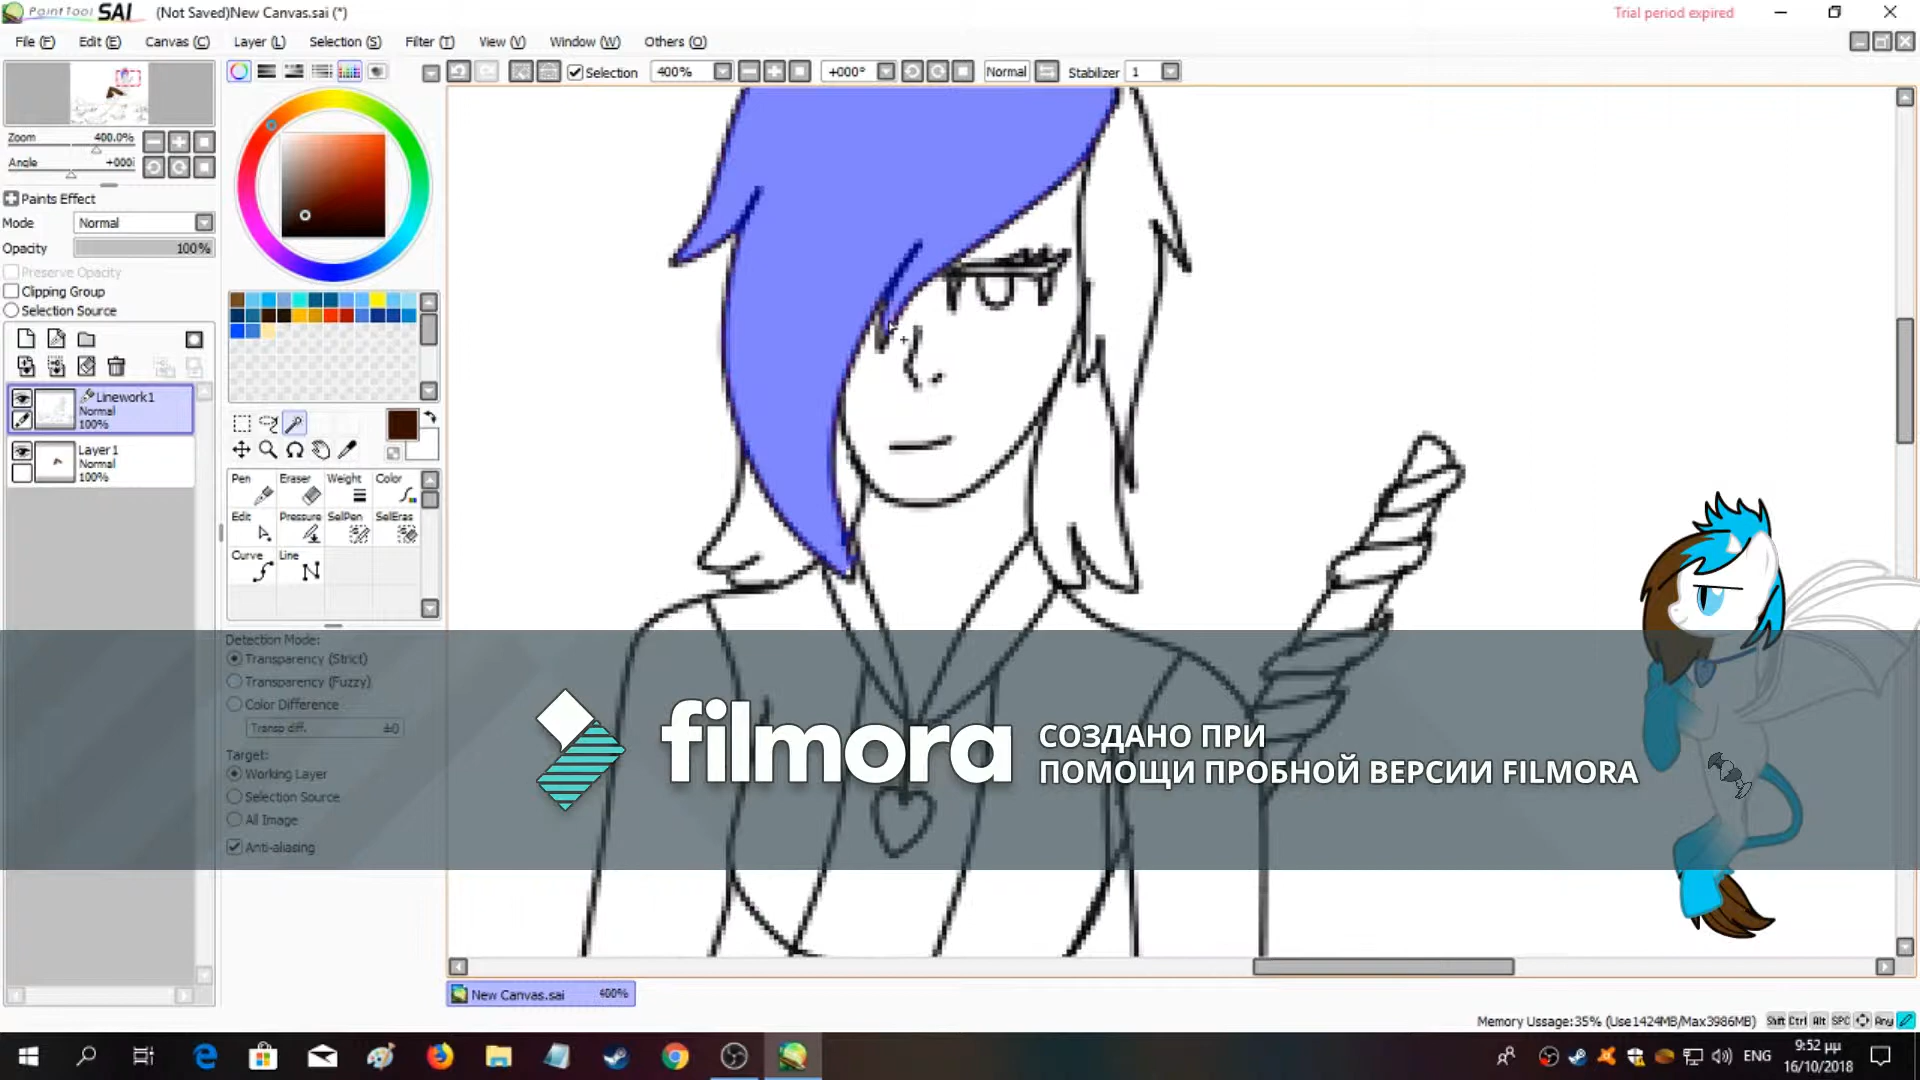 PaintTool SAI (Not Saved)New Canvas.sai (*) Trial period expired
File (F) Edit (E) Canvas (C) Layer (L) Selection (S) Filter (T) View (V) Window (W) Others (O)
Selection 400% +000° Normal Stabilizer 1
Zoom 400.0%
Angle +000
Paints Effect
Mode Normal
Opacity 100%
Preserve Opacity
Clipping Group
Selection Source
Linework1
Normal
100%
Layer1
Normal
100%
Pen Eraser Weight Color
Edit Pressure SelPen SelEras
Curve Line
Detection Mode:
Transparency (Strict)
Transparency (Fuzzy)
Color Difference
Transp diff. ±0
Target:
Working Layer
Selection Source
All Image
Anti-aliasing
filmora
СОЗДАНО ПРИ
ПОМОЩИ ПРОБНОЙ ВЕРСИИ FILMORA
New Canvas.sai 400%
Memory Ussage:35% (Use1424MB/Max3986MB) Shift Ctrl Alt SPC Any
ENG
9:52 μμ
16/10/2018